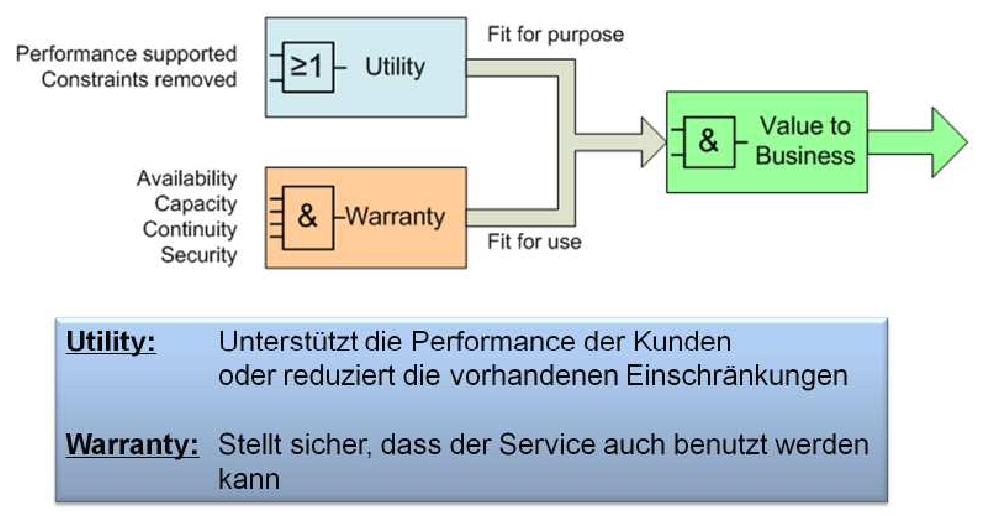 Performance supported
Constraints removed
≥1
Utility
Fit for purpose
Availability
Capacity
Continuity
Security
&
Warranty
Fit for use
&
Value to
Business
Utility: Unterstützt die Performance der Kunden
oder reduziert die vorhandenen Einschränkungen
Warranty: Stellt sicher, dass der Service auch benutzt werden
kann